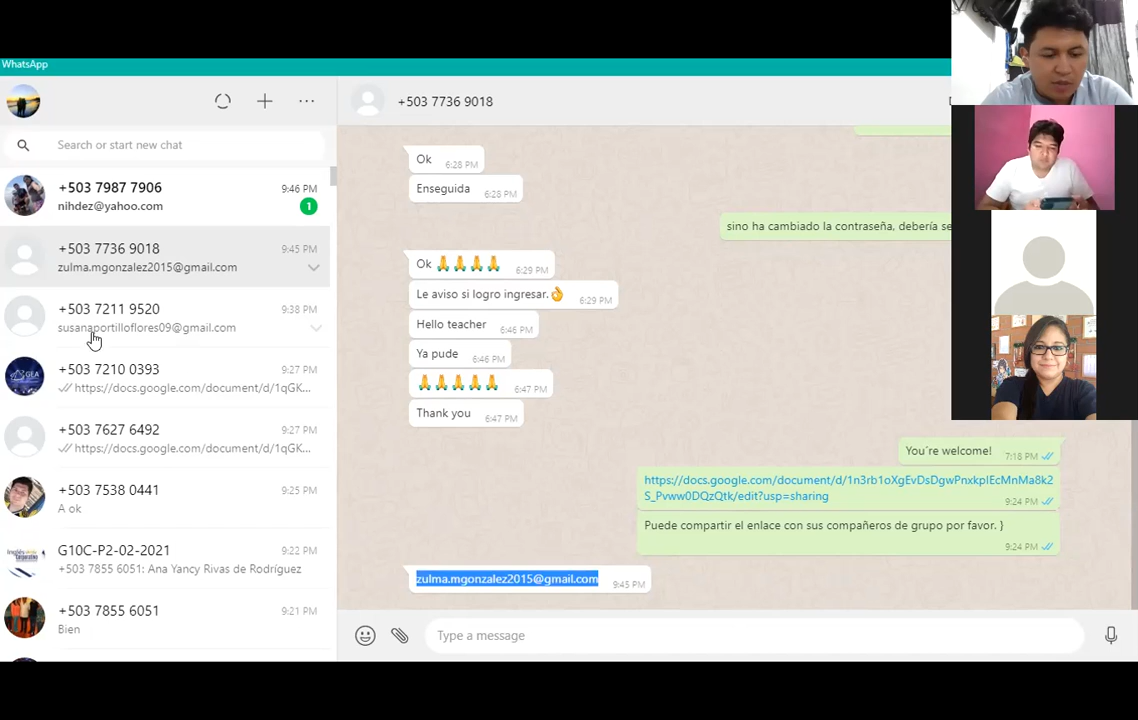 WhatsApp
Search or start new chat
+503 7987 7906
9:46 PM
nihdez@yahoo.com
1
+503 7736 9018
9:45 PM
zulma.mgonzalez2015@gmail.com
+503 7211 9520
9:38 PM
susanaportilloflores09@gmail.com
+503 7210 0393
9:27 PM
https://docs.google.com/document/d/1qGK...
+503 7627 6492
9:27 PM
https://docs.google.com/document/d/1qGK...
+503 7538 0441
9:25 PM
A ok
G10C-P2-02-2021
9:22 PM
+503 7855 6051: Ana Yancy Rivas de Rodríguez
+503 7855 6051
9:21 PM
Bien
+503 7736 9018
Ok
6:28 PM
Enseguida
6:28 PM
sino ha cambiado la contraseña, debería se
Ok 🙏🙏🙏🙏
6:29 PM
Le aviso si logro ingresar.👌
6:29 PM
Hello teacher
6:46 PM
Ya pude
6:46 PM
🙏🙏🙏🙏🙏
6:47 PM
Thank you
6:47 PM
You´re welcome!
7:18 PM
https://docs.google.com/document/d/1n3rb1oXgEvDsDgwPnxkpIEcMnMa8k2
S_Pvww0DQzQtk/edit?usp=sharing
9:24 PM
Puede compartir el enlace con sus compañeros de grupo por favor. }
9:24 PM
zulma.mgonzalez2015@gmail.com
9:45 PM
Type a message